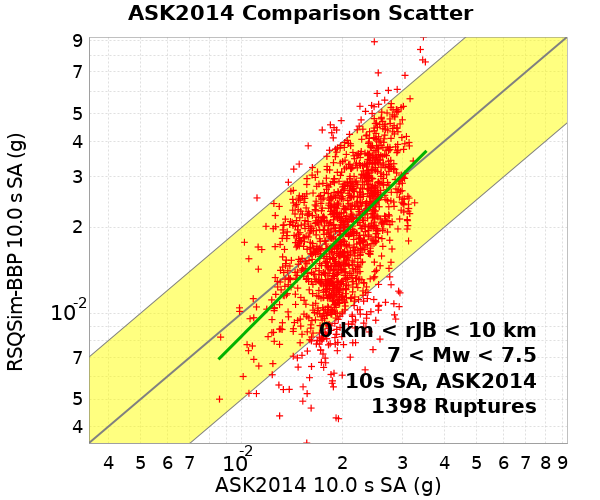 ASK2014 Comparison Scatter
RSQSim-BBP 10.0 s SA (g)
9
7
5
4
3
2
10-2
7
5
4
0 km < rJB < 10 km
7 < Mw < 7.5
10s SA, ASK2014
1398 Ruptures
4 5 6 7 10-2 2 3 4 5 6 7 8 9
ASK2014 10.0 s SA (g)